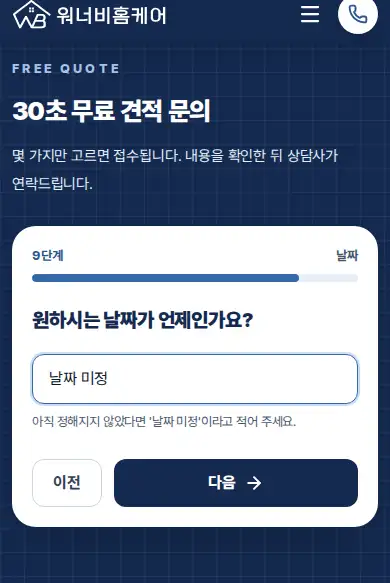 WB 워너비홈케어
FREE QUOTE
30초 무료 견적 문의
몇 가지만 고르면 접수됩니다. 내용을 확인한 뒤 상담사가
연락드립니다.
9단계
날짜
원하시는 날짜가 언제인가요?
날짜 미정
아직 정해지지 않았다면 '날짜 미정'이라고 적어 주세요.
이전
다음 →